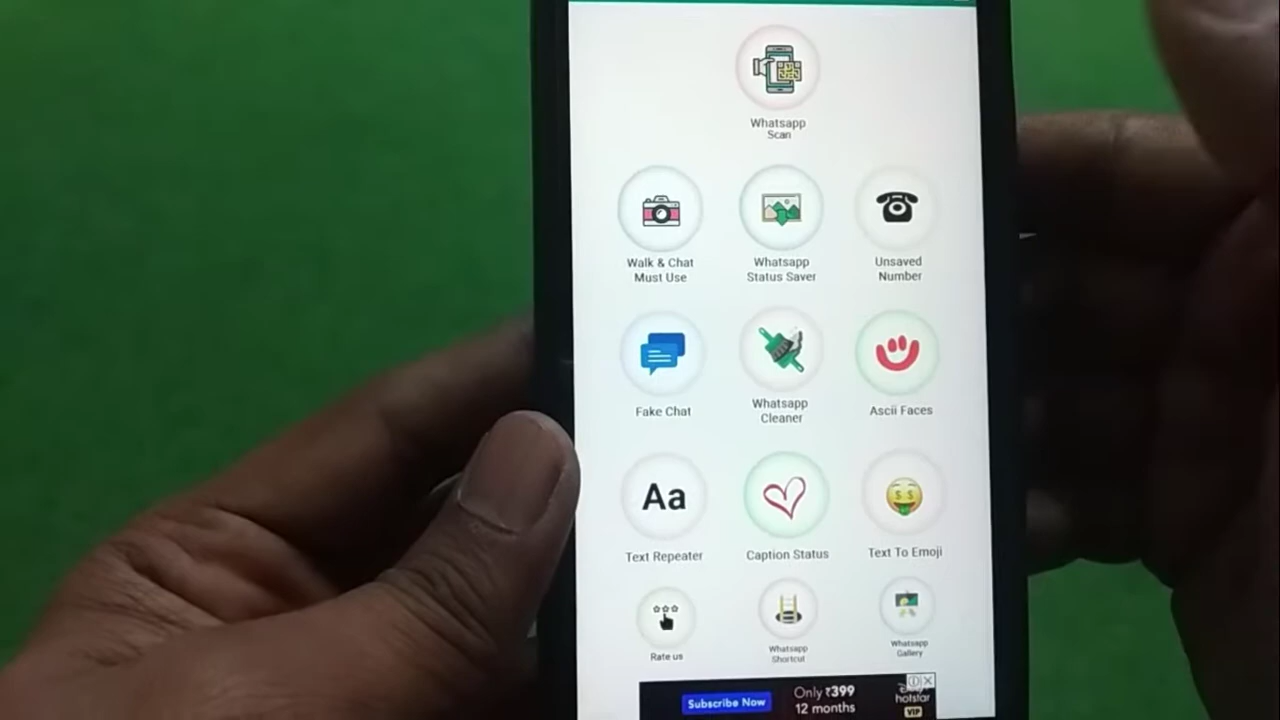 Whatsapp
Scan
Walk & Chat
Must Use
Whatsapp
Status Saver
Unsaved
Number
Fake Chat
Whatsapp
Cleaner
Ascii Faces
Aa
Text Repeater
Caption Status
Text To Emoji
Rate us
Whatsapp
Shortcut
Whatsapp
Gallery
Subscribe Now
Only ₹399
12 months
hotstar
VIP